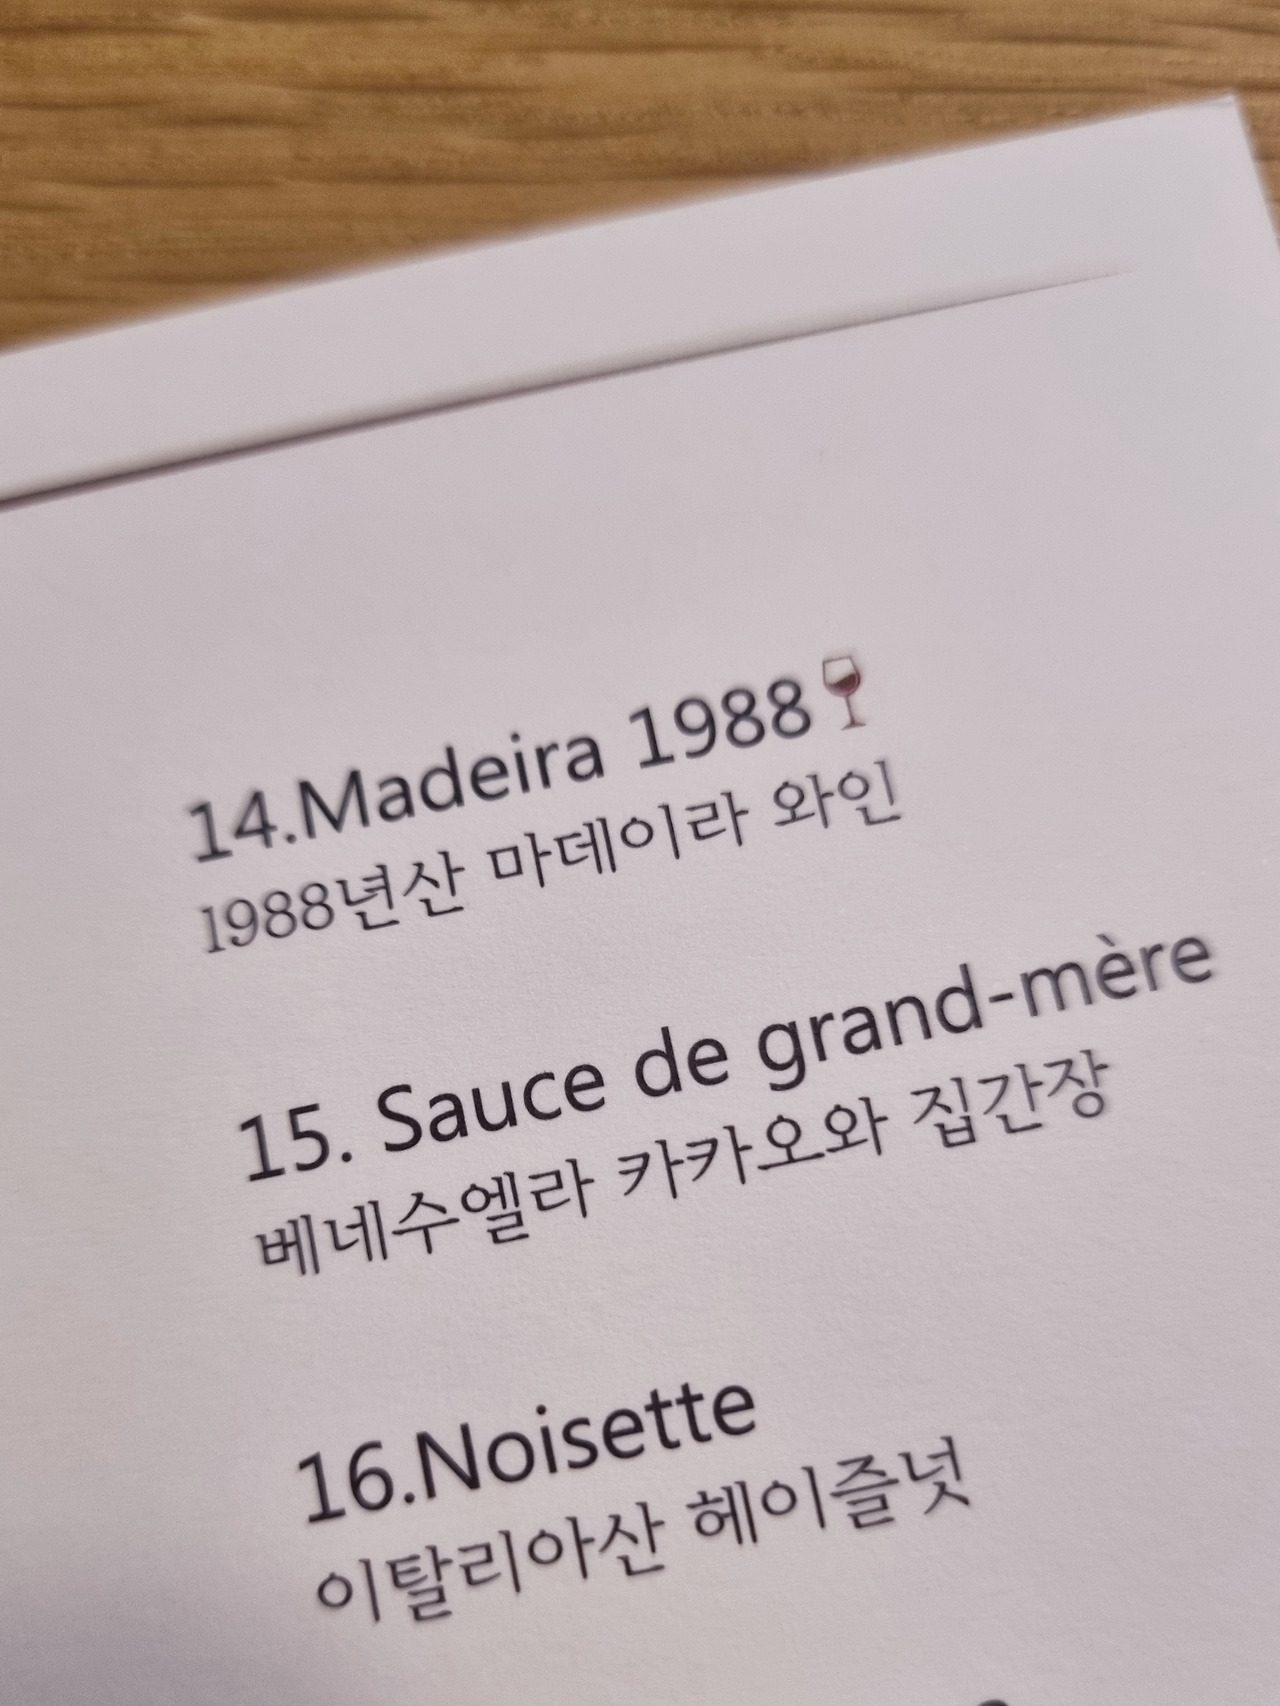 14.Madeira 1988🍷
1988년산 마데이라 와인
15. Sauce de grand-mère
베네수엘라 카카오와 집간장
16.Noisette
이탈리아산 헤이즐넛